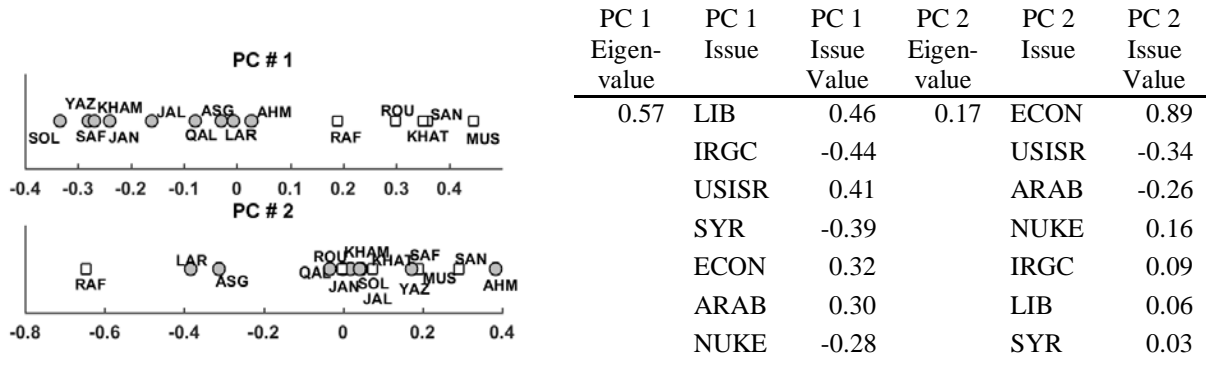 PC # 1
YAZ KHAM JAL ASG AHM ROU SAN
SOL SAF JAN QAL LAR RAF KHAT MUS
-0.4 -0.3 -0.2 -0.1 0 0.1 0.2 0.3 0.4
PC # 2
LAR ROU KHAM KHAT SAF SAN
RAF ASG QAL JAN SOL YAZ MUS AHM
JAL
-0.8 -0.6 -0.4 -0.2 0 0.2 0.4
PC 1 PC 1 PC 1 PC 2 PC 2 PC 2
Eigen- Issue Issue Eigen- Issue Issue
value Value value Value
0.57 LIB 0.46 0.17 ECON 0.89
IRGC -0.44 USISR -0.34
USISR 0.41 ARAB -0.26
SYR -0.39 NUKE 0.16
ECON 0.32 IRGC 0.09
ARAB 0.30 LIB 0.06
NUKE -0.28 SYR 0.03